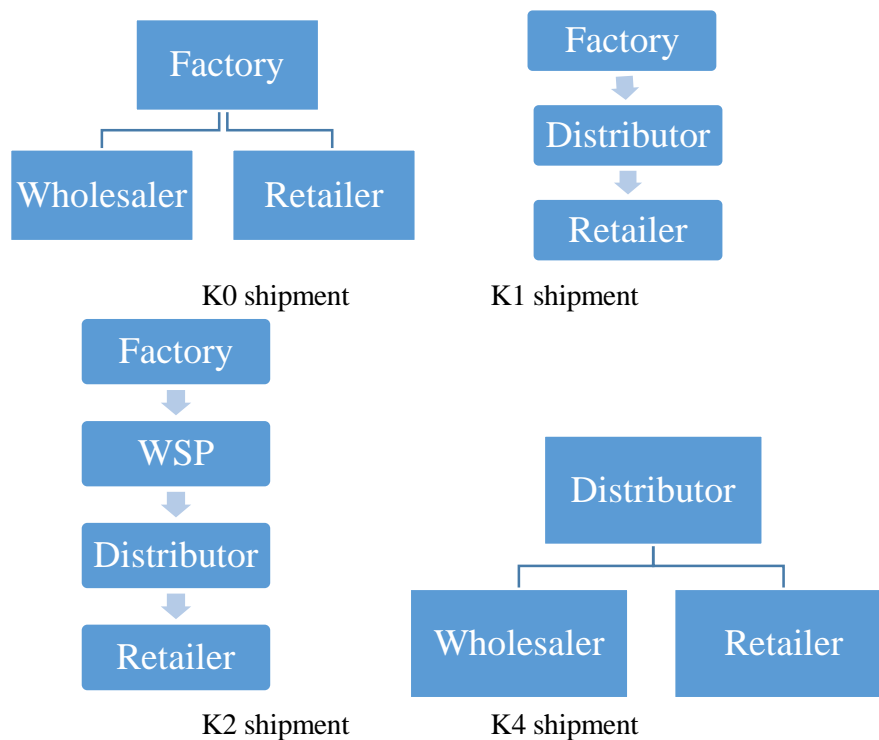 Factory
Wholesaler
Retailer
Factory
Distributor
Retailer
K0 shipment
K1 shipment
Factory
WSP
Distributor
Retailer
Distributor
Wholesaler
Retailer
K2 shipment
K4 shipment